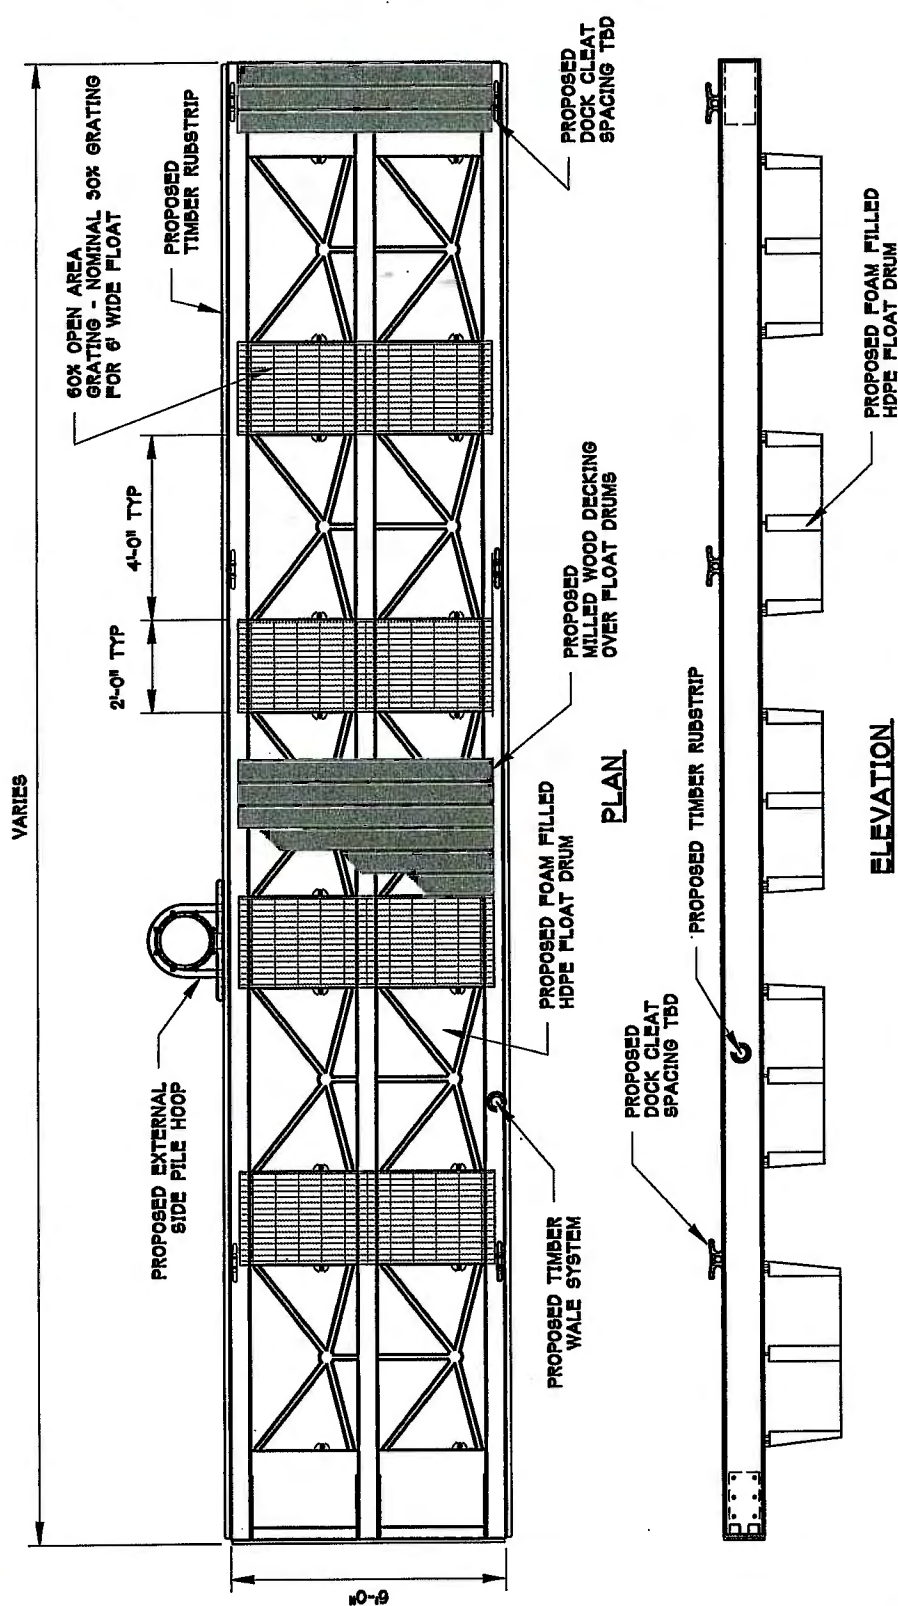 VARIES
60% OPEN AREA
GRATING - NOMINAL 30% GRATING
FOR 6' WIDE FLOAT
PROPOSED
TIMBER RUBSTRIP
PROPOSED EXTERNAL
SIDE PILE HOOP
2'-0" TYP
4'-0" TYP
6'-0"
PROPOSED TIMBER
WALE SYSTEM
PROPOSED FOAM FILLED
HDPE FLOAT DRUM
PROPOSED
MILLED WOOD DECKING
OVER FLOAT DRUMS
PROPOSED
DOCK CLEAT
SPACING TBD
PLAN
PROPOSED
DOCK CLEAT
SPACING TBD
PROPOSED TIMBER RUBSTRIP
PROPOSED FOAM FILLED
HDPE FLOAT DRUM
ELEVATION